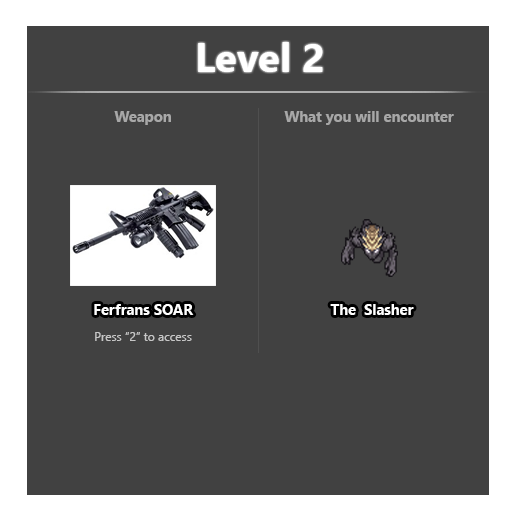 Level 2
Weapon
What you will encounter
Ferfrans SOAR
The Slasher
Press “2” to access